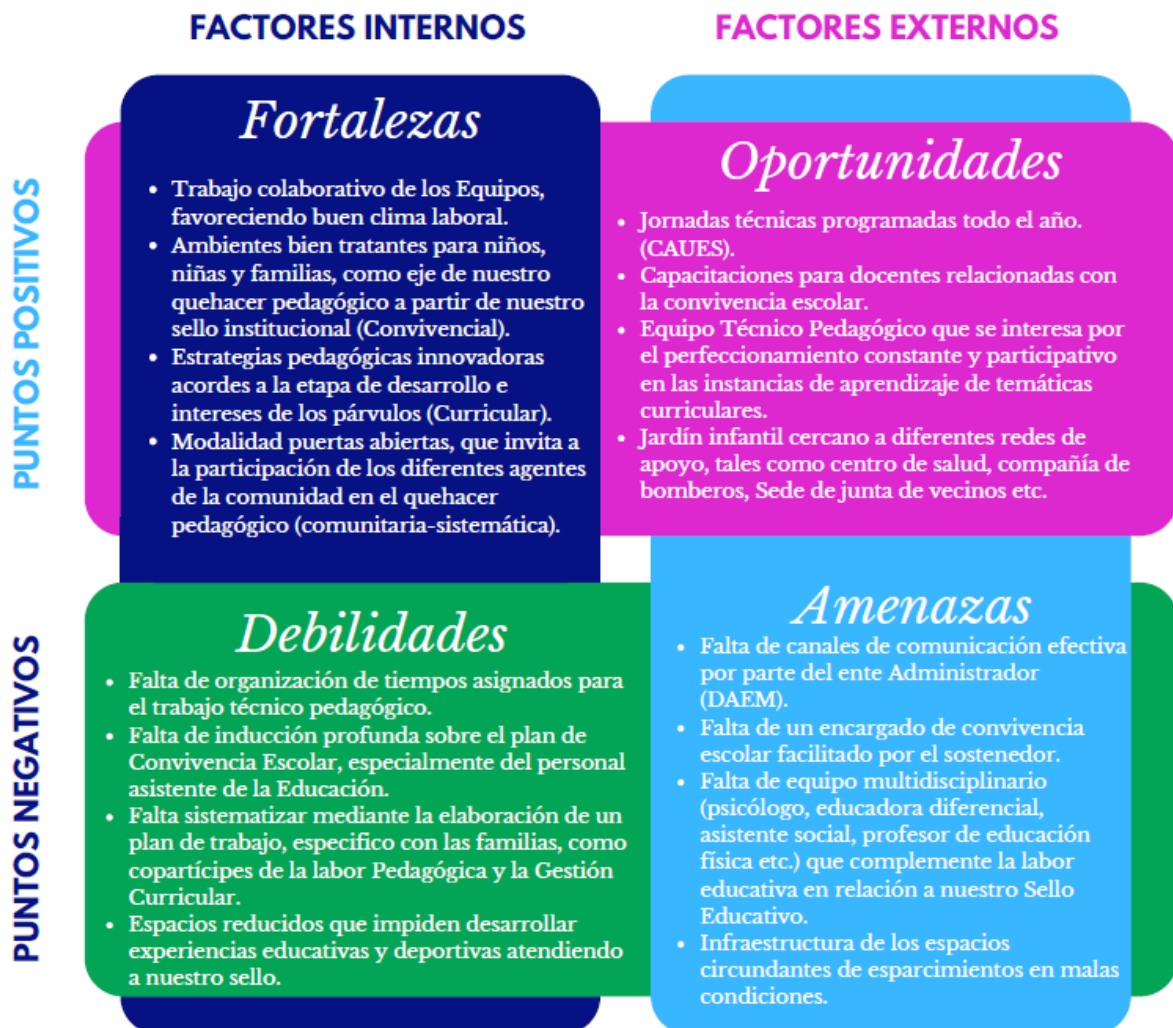 FACTORES INTERNOS
FACTORES EXTERNOS
PUNTOS POSITIVOS
Fortalezas
• Trabajo colaborativo de los Equipos,
favoreciendo buen clima laboral.
• Ambientes bien tratantes para niños,
niñas y familias, como eje de nuestro
quehacer pedagógico a partir de nuestro
sello institucional (Convivencial).
• Estrategias pedagógicas innovadoras
acordes a la etapa de desarrollo e
intereses de los párvulos (Curricular).
• Modalidad puertas abiertas, que invita a
la participación de los diferentes agentes
de la comunidad en el quehacer
pedagógico (comunitaria-sistemática).
Oportunidades
• Jornadas técnicas programadas todo el año.
(CAUES).
• Capacitaciones para docentes relacionadas con
la convivencia escolar.
• Equipo Técnico Pedagógico que se interesa por
el perfeccionamiento constante y participativo
en las instancias de aprendizaje de temáticas
curriculares.
• Jardín infantil cercano a diferentes redes de
apoyo, tales como centro de salud, compañía de
bomberos, Sede de junta de vecinos etc.
PUNTOS NEGATIVOS
Debilidades
• Falta de organización de tiempos asignados para
el trabajo técnico pedagógico.
• Falta de inducción profunda sobre el plan de
Convivencia Escolar, especialmente del personal
asistente de la Educación.
• Falta sistematizar mediante la elaboración de un
plan de trabajo, especifico con las familias, como
copartícipes de la labor Pedagógica y la Gestión
Curricular.
• Espacios reducidos que impiden desarrollar
experiencias educativas y deportivas atendiendo
a nuestro sello.
Amenazas
• Falta de canales de comunicación efectiva
por parte del ente Administrador
(DAEM).
• Falta de un encargado de convivencia
escolar facilitado por el sostenedor.
• Falta de equipo multidisciplinario
(psicólogo, educadora diferencial,
asistente social, profesor de educación
física etc.) que complemente la labor
educativa en relación a nuestro Sello
Educativo.
• Infraestructura de los espacios
circundantes de esparcimientos en malas
condiciones.